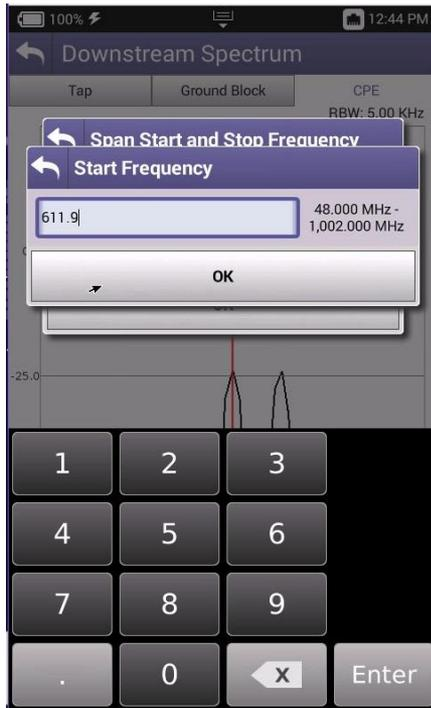 100%
12:44 PM
Downstream Spectrum
Tap
Ground Block
CPE
RBW: 5.00 KHz
Span Start and Stop Frequency
Start Frequency
611.9
48.000 MHz -
1,002.000 MHz
OK
-25.0
1
2
3
4
5
6
7
8
9
.
0
X
Enter